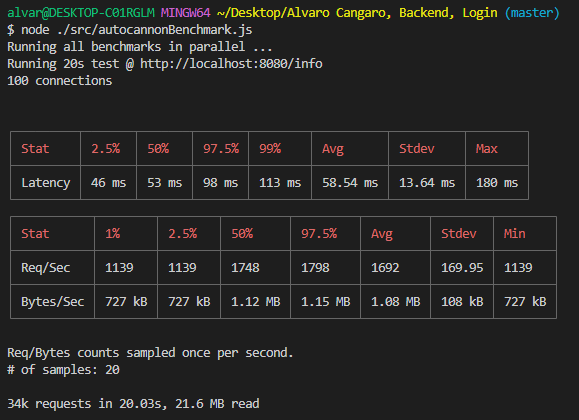 alvar@DESKTOP-C01RGLM MINGW64 ~/Desktop/Alvaro Cangaro, Backend, Login (master)
$ node ./src/autocannonBenchmark.js
Running all benchmarks in parallel ...
Running 20s test @ http://localhost:8080/info
100 connections
Stat 2.5% 50% 97.5% 99% Avg Stdev Max
Latency 46 ms 53 ms 98 ms 113 ms 58.54 ms 13.64 ms 180 ms
Stat 1% 2.5% 50% 97.5% Avg Stdev Min
Req/Sec 1139 1139 1748 1798 1692 169.95 1139
Bytes/Sec 727 kB 727 kB 1.12 MB 1.15 MB 1.08 MB 108 kB 727 kB
Req/Bytes counts sampled once per second.
# of samples: 20
34k requests in 20.03s, 21.6 MB read